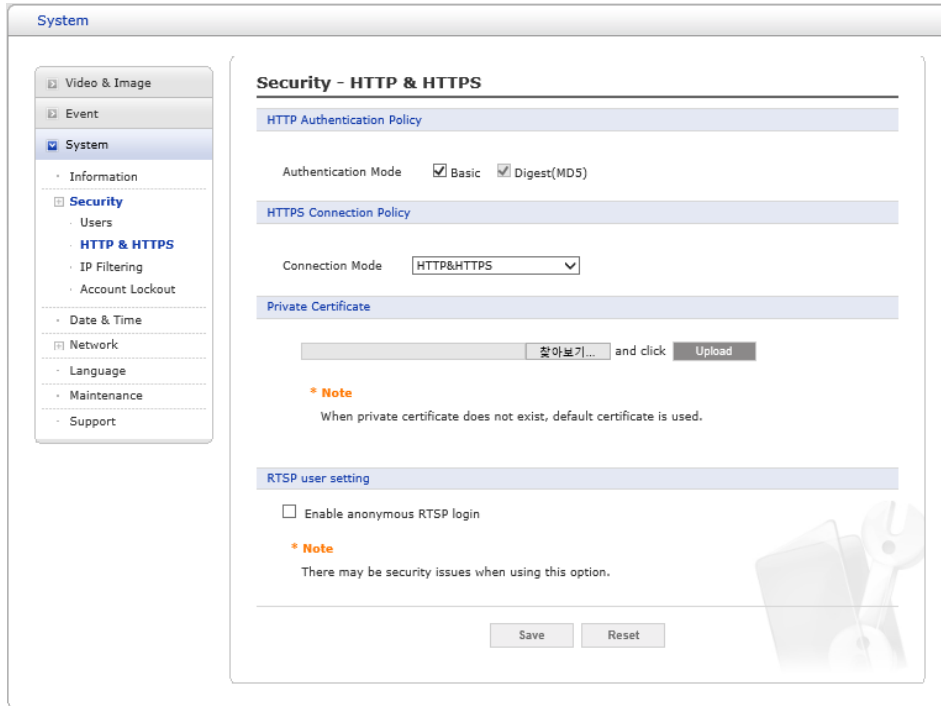 System
Video & Image
Event
System
Information
Security
Users
HTTP & HTTPS
IP Filtering
Account Lockout
Date & Time
Network
Language
Maintenance
Support
Security - HTTP & HTTPS
HTTP Authentication Policy
Authentication Mode Basic Digest(MD5)
HTTPS Connection Policy
Connection Mode HTTP&HTTPS
Private Certificate
찾아보기... and click Upload
* Note
When private certificate does not exist, default certificate is used.
RTSP user setting
Enable anonymous RTSP login
* Note
There may be security issues when using this option.
Save Reset